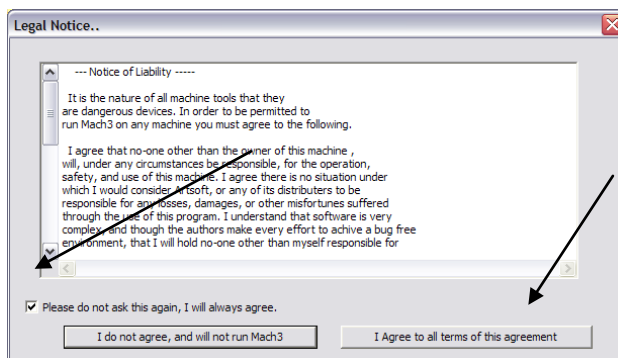 Legal Notice..
--- Notice of Liability -----
It is the nature of all machine tools that they
are dangerous devices. In order to be permitted to
run Mach3 on any machine you must agree to the following.
I agree that no-one other than the owner of this machine ,
will, under any circumstances be responsible, for the operation,
safety, and use of this machine. I agree there is no situation under
which I would consider Artsoft, or any of its distributers to be
responsible for any losses, damages, or other misfortunes suffered
through the use of this program. I understand that software is very
complex, and though the authors make every effort to achive a bug free
environment, that I will hold no-one other than myself responsible for
Please do not ask this again, I will always agree.
I do not agree, and will not run Mach3
I Agree to all terms of this agreement